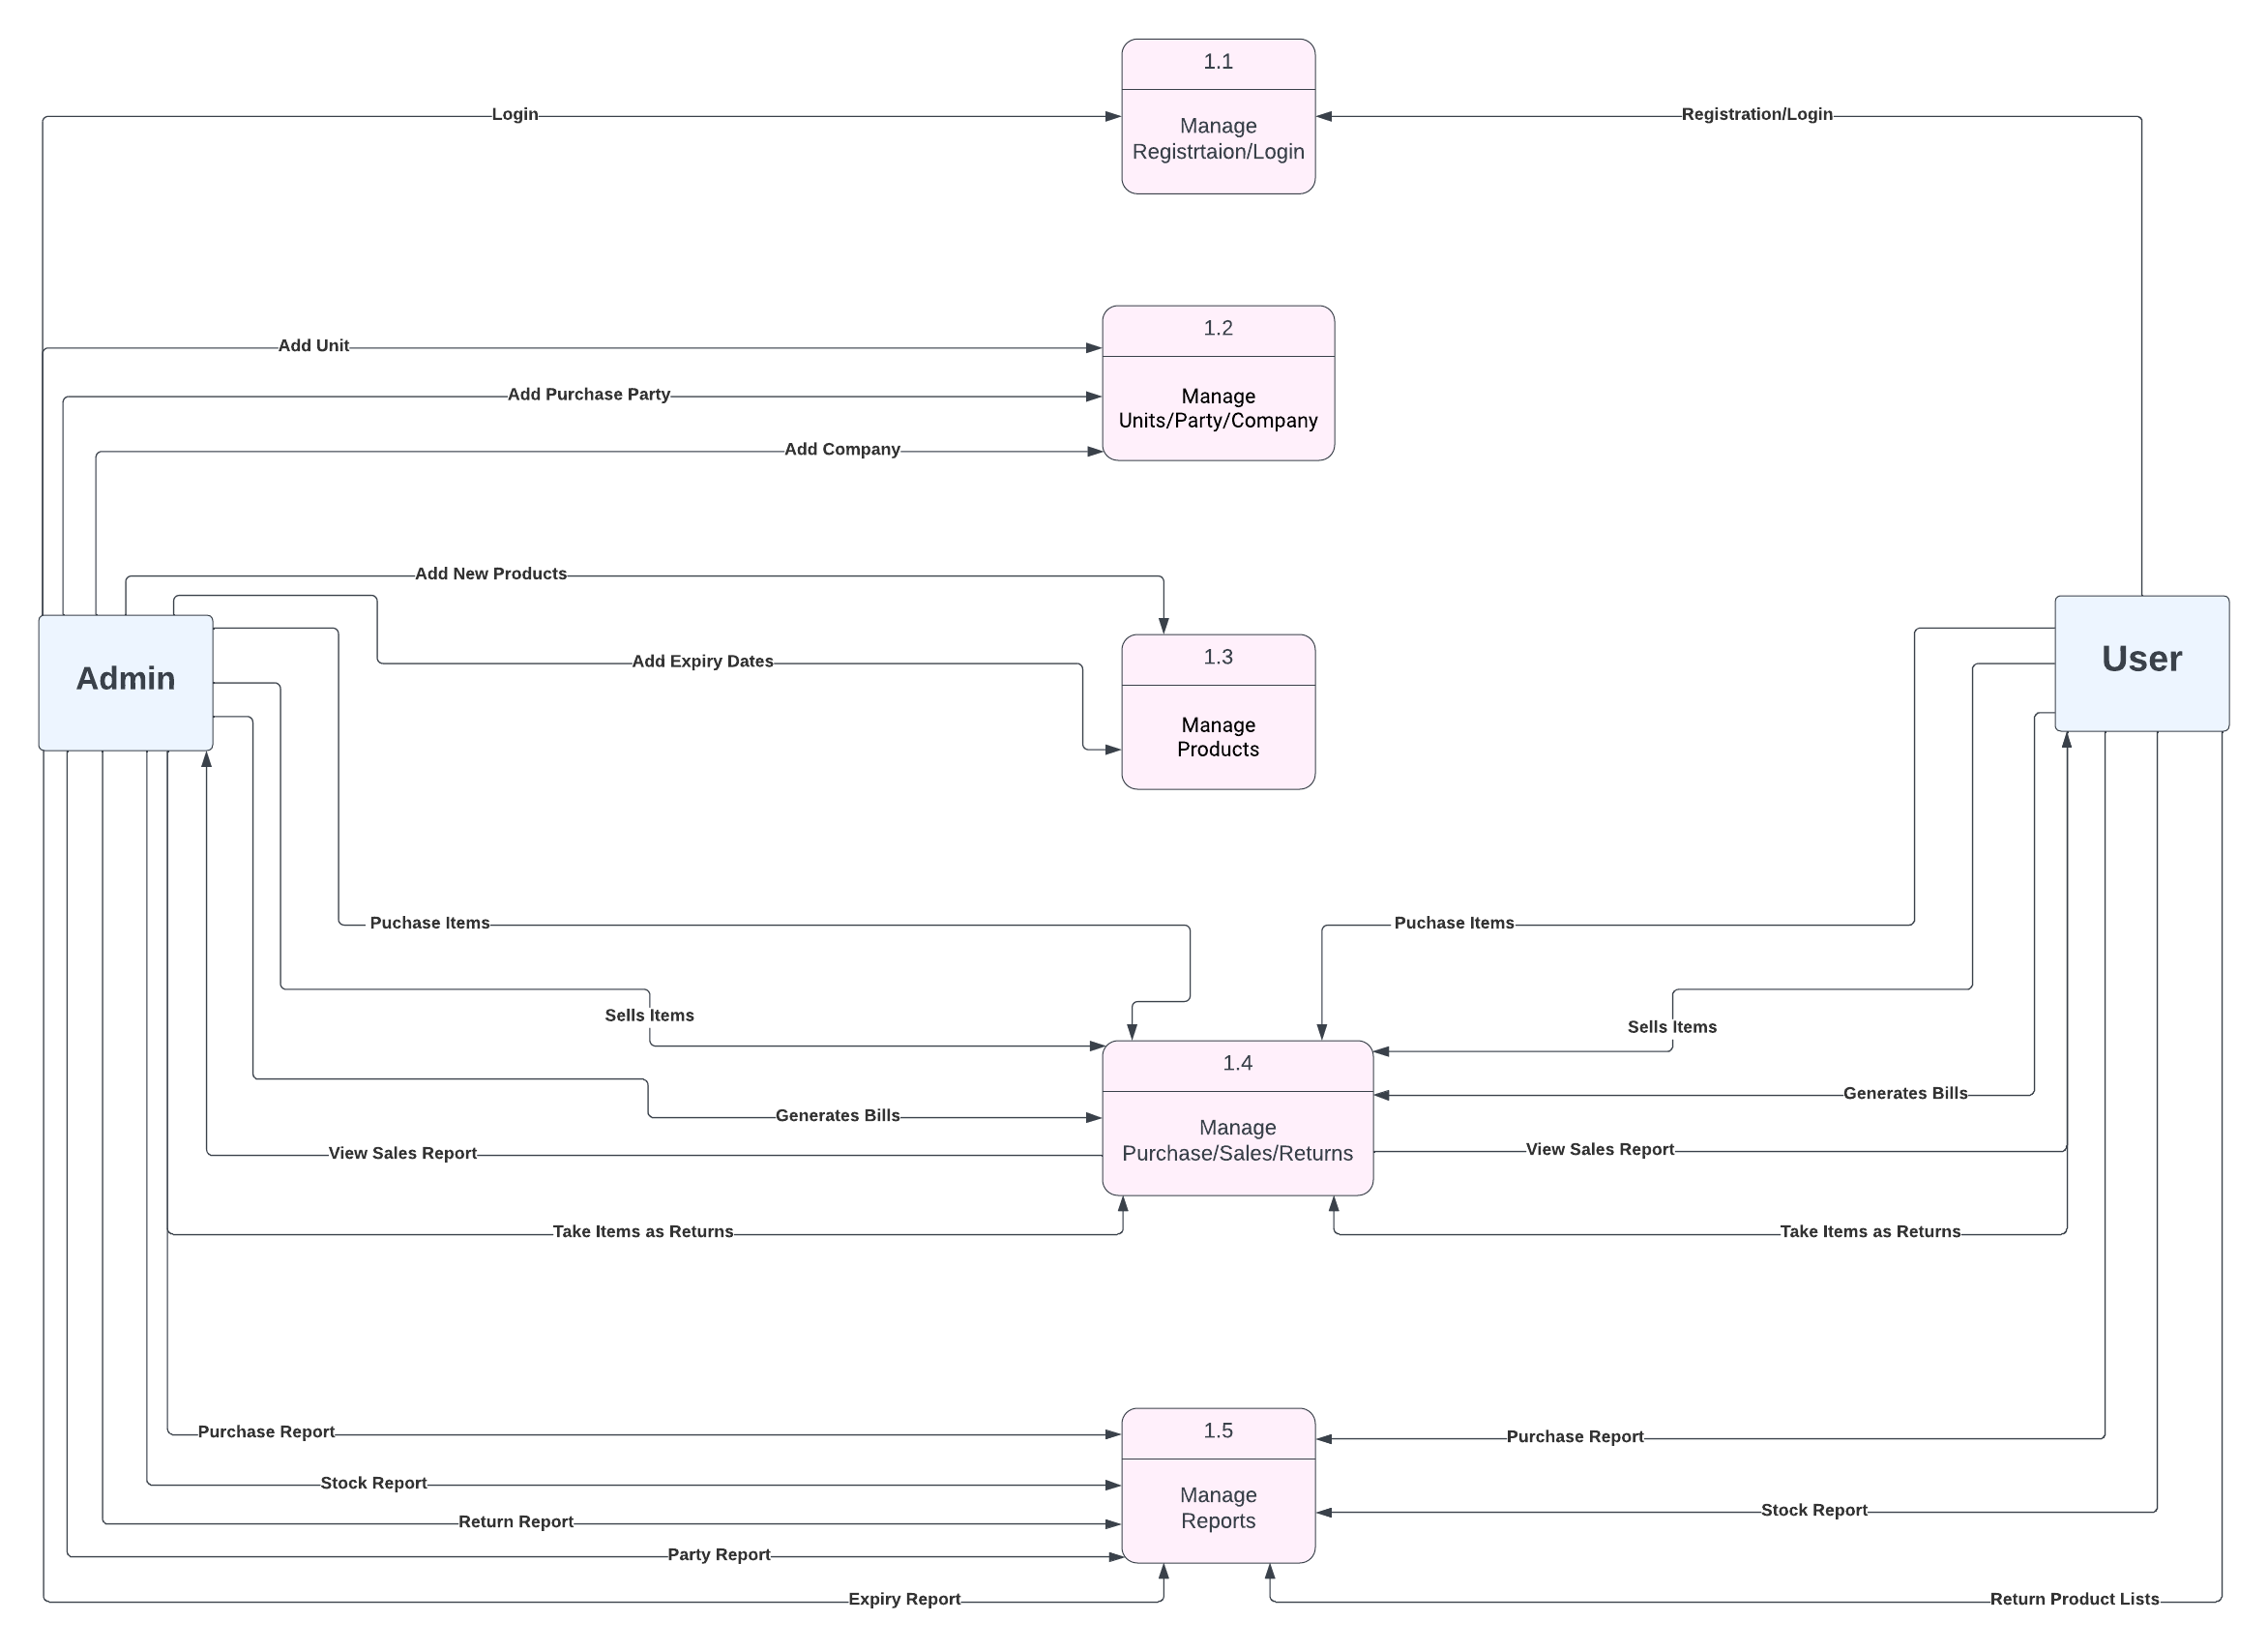 1.1
Login
Registration/Login
Manage
Registrtaion/Login
1.2
Add Unit
Add Purchase Party
Manage
Units/Party/Company
Add Company
Add New Products
Admin
User
1.3
Add Expiry Dates
Manage
Products
Puchase Items
Puchase Items
Sells Items
Sells Items
1.4
Generates Bills
Generates Bills
Manage
Purchase/Sales/Returns
View Sales Report
View Sales Report
Take Items as Returns
Take Items as Returns
1.5
Purchase Report
Purchase Report
Stock Report
Manage
Reports
Stock Report
Return Report
Party Report
Expiry Report
Return Product Lists